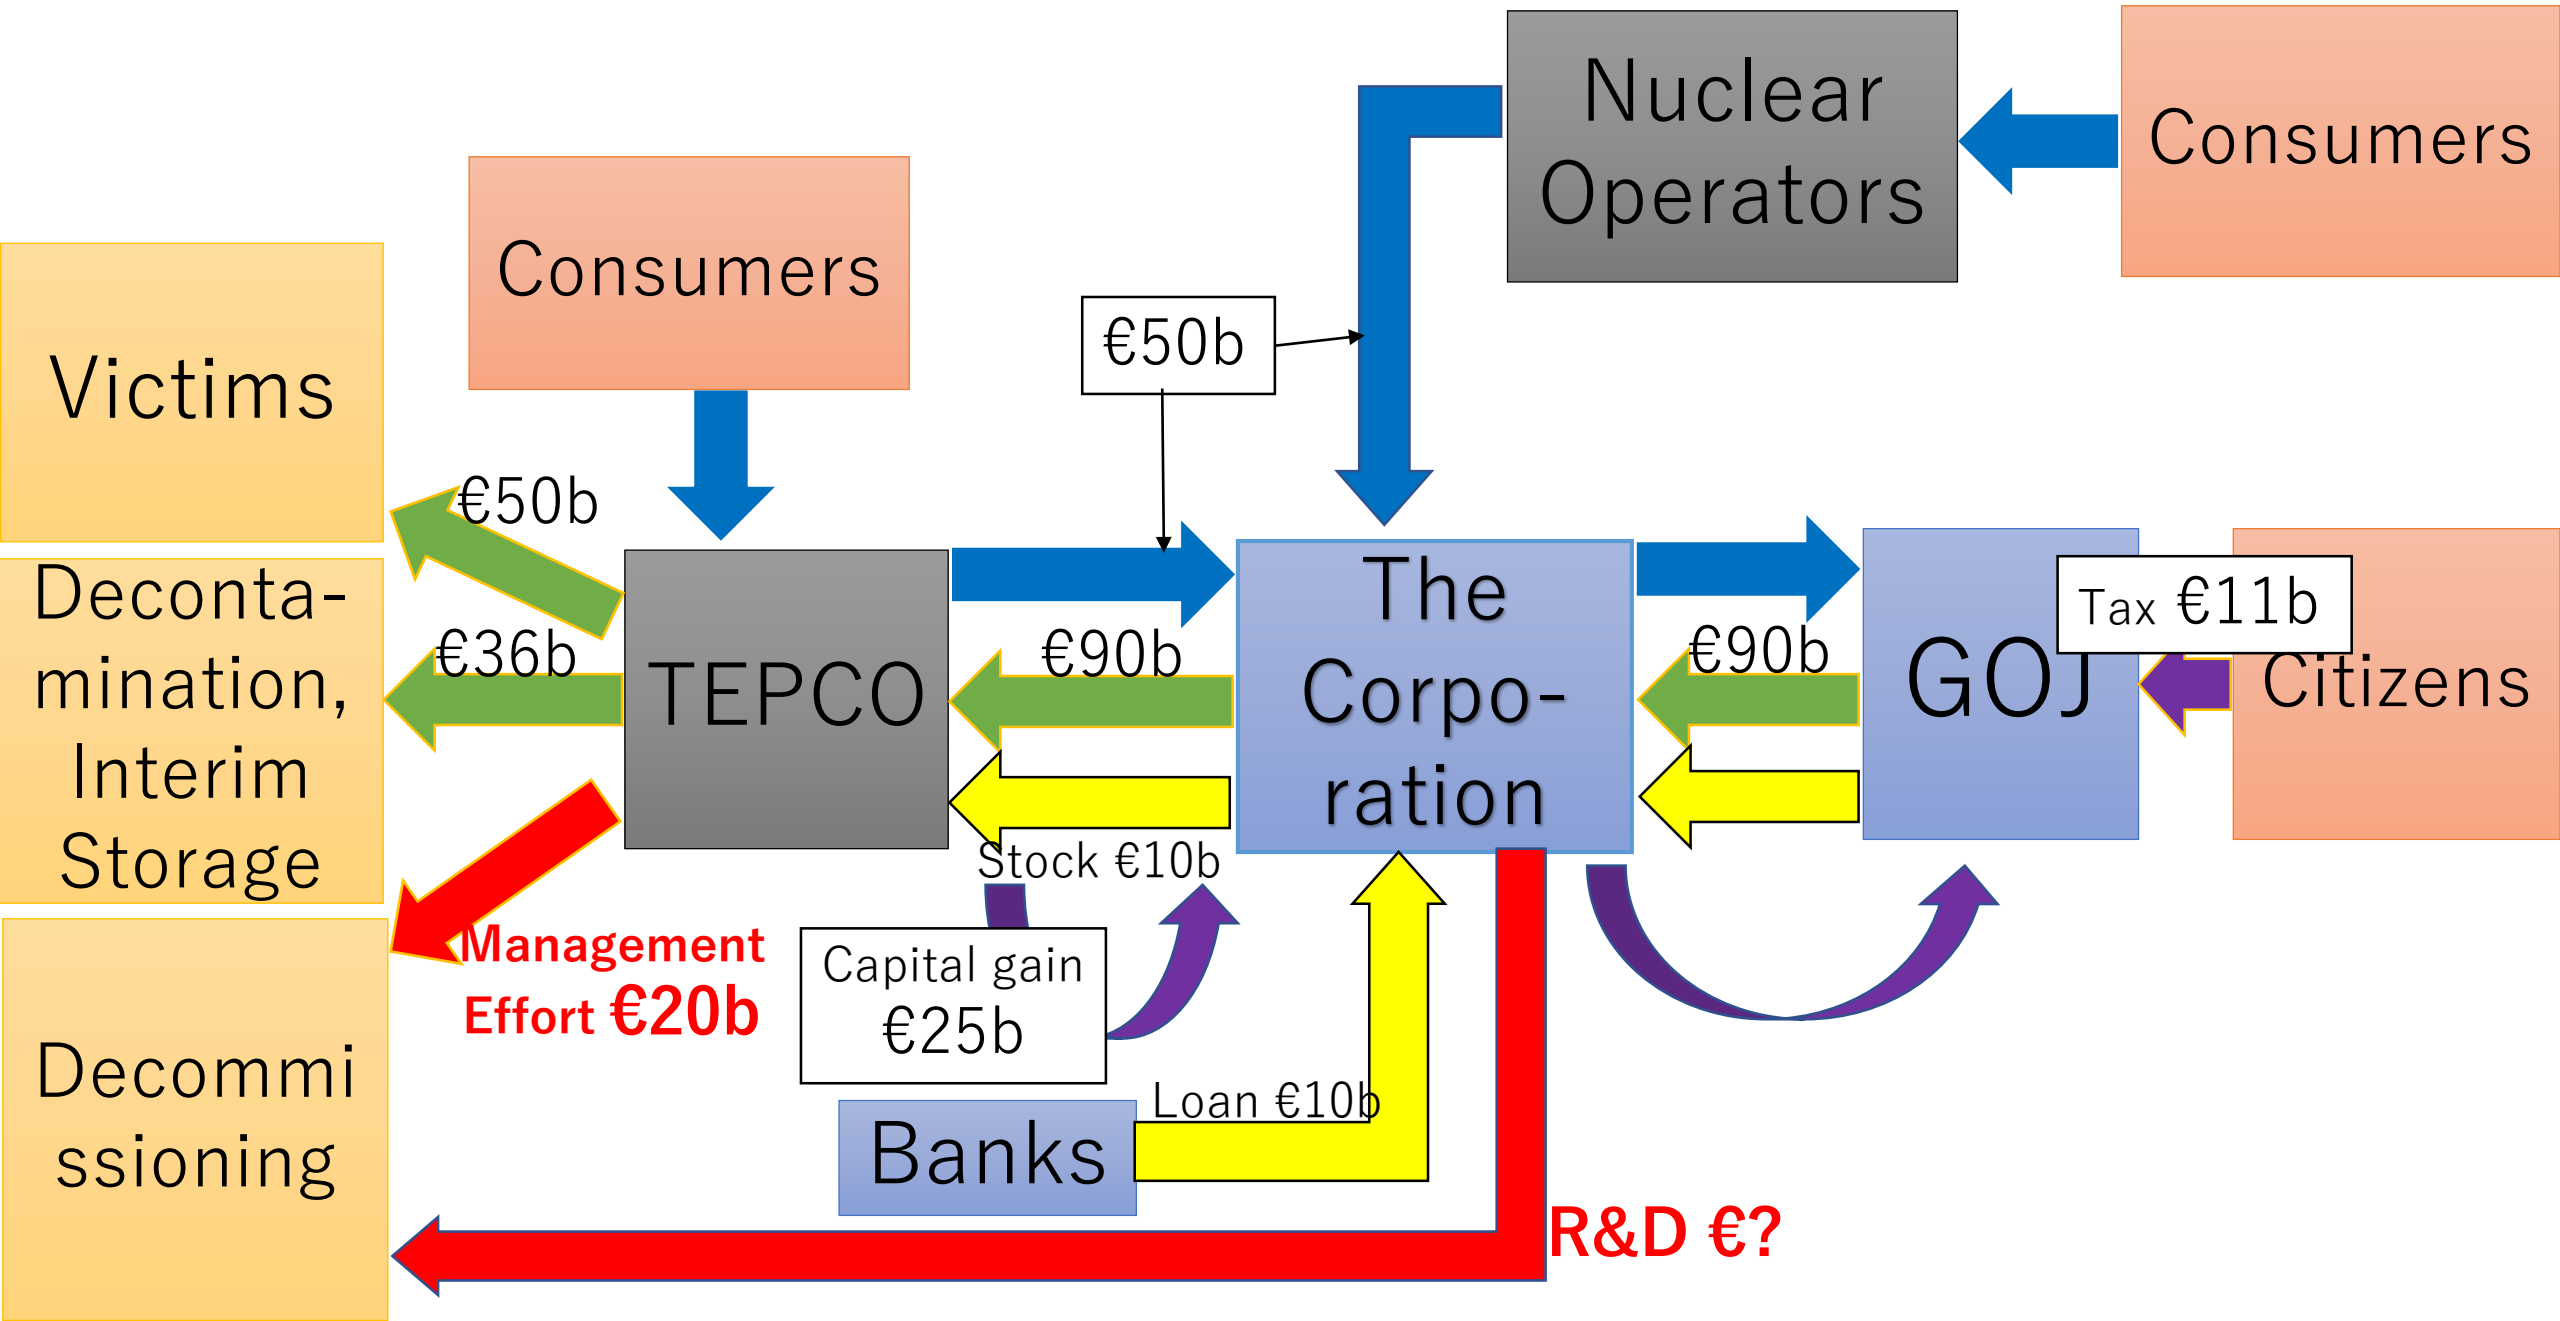 Nuclear
Operators
Consumers
Consumers
€50b
Victims
€50b
Deconta-
mination,
Interim
Storage
€36b
TEPCO
€90b
The
Corpo-
ration
€90b
GOJ
Tax €11b
Citizens
Stock €10b
Management
Effort €20b
Capital gain
€25b
Decommi
ssioning
Loan €10b
Banks
R&D €?